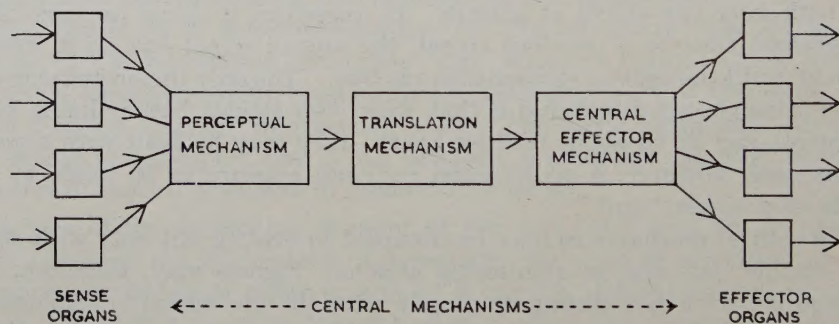 PERCEPTUAL
MECHANISM
TRANSLATION
MECHANISM
CENTRAL
EFFECTOR
MECHANISM
SENSE
ORGANS
CENTRAL MECHANISMS
EFFECTOR
ORGANS